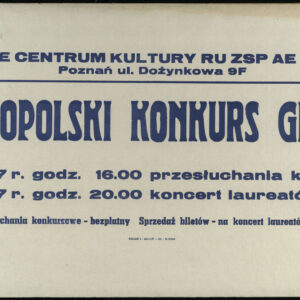 E CENTRUM KULTURY RU ZSP AE
Poznań ul. Dożynkowa 9F
OPOLSKI KONKURS G
7 r. godz. 16.00 przesłuchania k
7 r. godz. 20.00 koncert laureató
chania konkursowe - bezpłatny Sprzedaż biletów - na koncert laureató